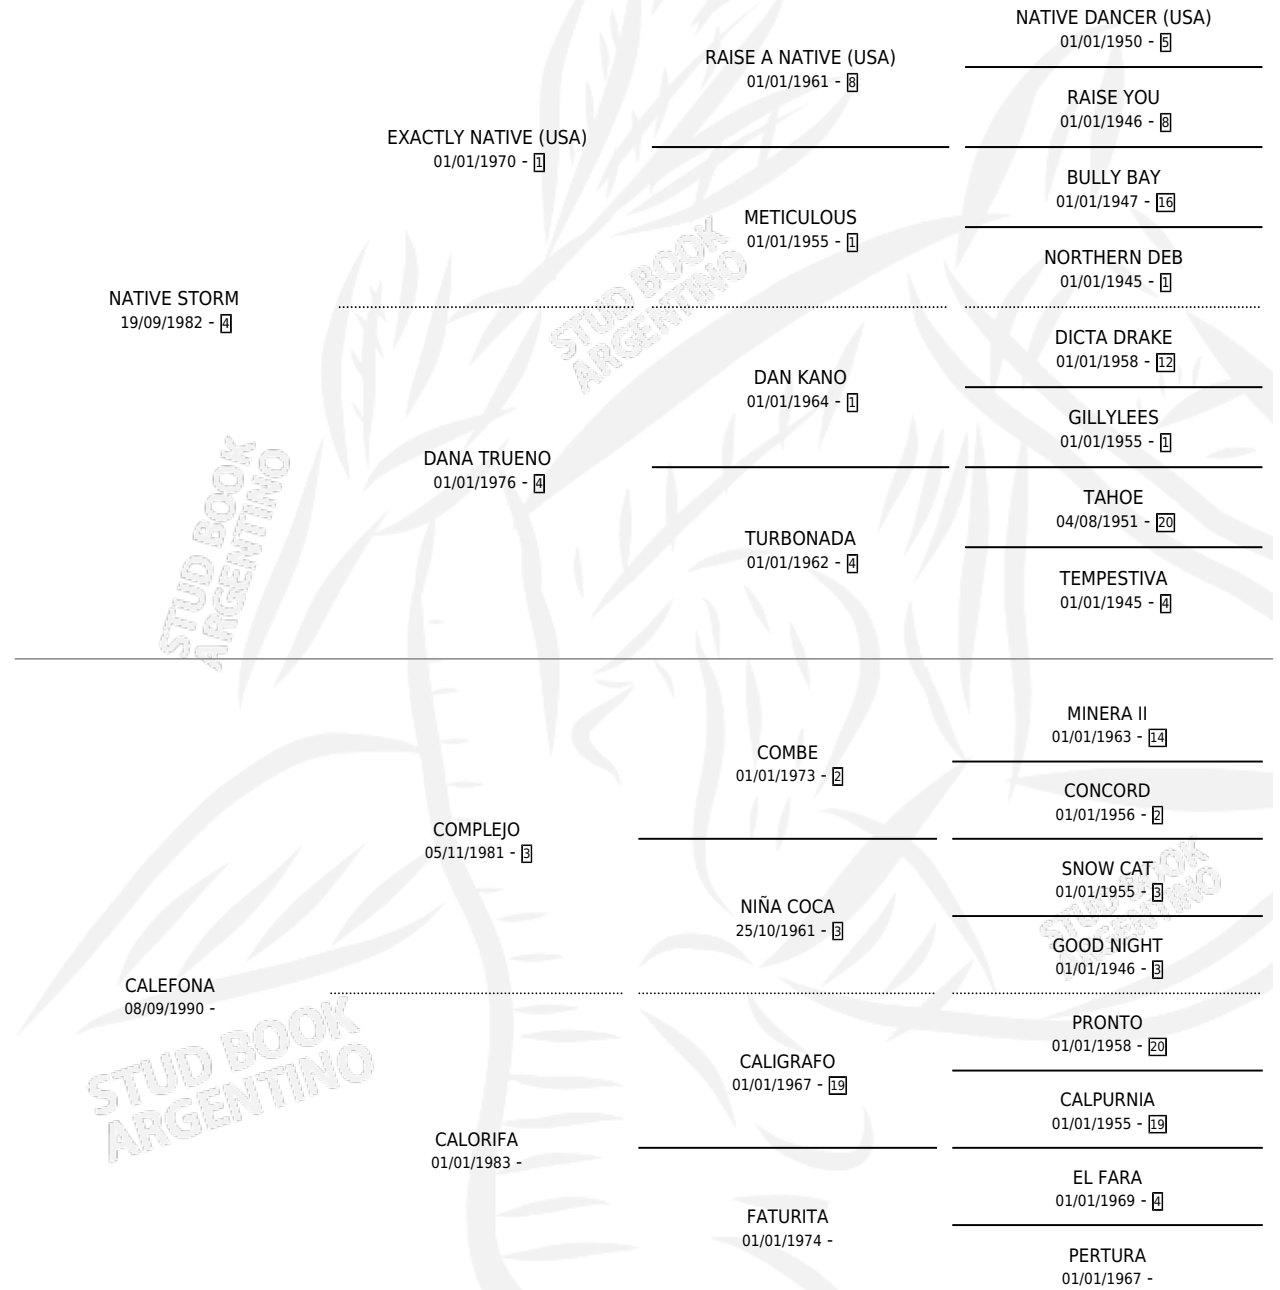 NATIVE DANCER (USA)
01/01/1950 - 5
RAISE A NATIVE (USA)
01/01/1961 - 8
RAISE YOU
01/01/1946 - 8
EXACTLY NATIVE (USA)
01/01/1970 - 1
BULLY BAY
01/01/1947 - 16
METICULOUS
01/01/1955 - 1
NORTHERN DEB
01/01/1945 - 1
NATIVE STORM
19/09/1982 - 4
DICTA DRAKE
01/01/1958 - 12
DAN KANO
01/01/1964 - 1
GILLYLEES
01/01/1955 - 1
DANA TRUENO
01/01/1976 - 4
TAHOE
04/08/1951 - 20
TURBONADA
01/01/1962 - 4
TEMPESTIVA
01/01/1945 - 4
STUD BOOK
ARGENTINO
STUD BOOK
ARGENTINO
MINERA II
01/01/1963 - 14
COMBE
01/01/1973 - 2
CONCORD
01/01/1956 - 2
COMPLEJO
05/11/1981 - 3
SNOW CAT
01/01/1955 - 3
NIÑA COCA
25/10/1961 - 3
GOOD NIGHT
01/01/1946 - 3
CALEFONA
08/09/1990 -
PRONTO
01/01/1958 - 20
CALIGRAFO
01/01/1967 - 19
CALPURNIA
01/01/1955 - 19
CALORIFA
01/01/1983 -
EL FARA
01/01/1969 - 4
FATURITA
01/01/1974 -
PERTURA
01/01/1967 -
STUD BOOK
ARGENTINO
STUD BOOK
ARGENTINO